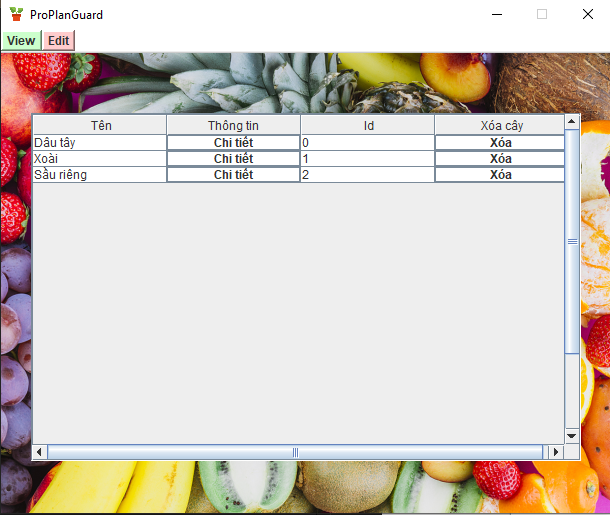 ProPlanGuard
View Edit
Tên Thông tin Id Xóa cây
Dâu tây Chi tiết 0 Xóa
Xoài Chi tiết 1 Xóa
Sầu riêng Chi tiết 2 Xóa